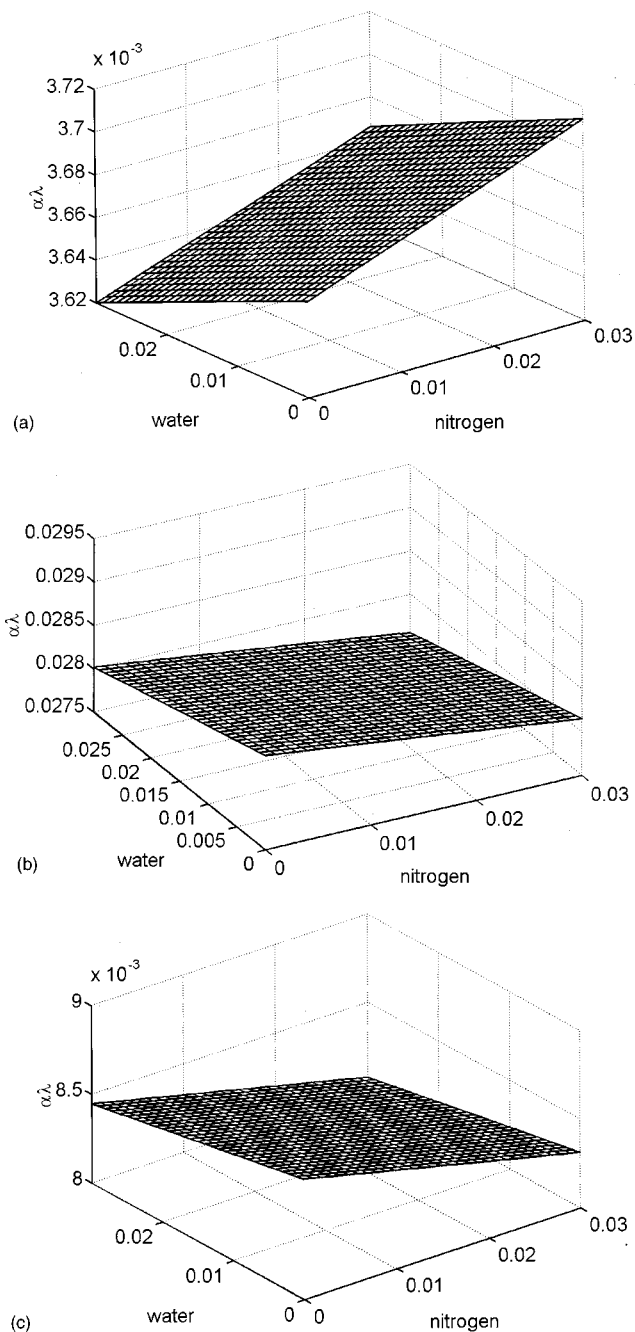 x 10⁻³
3.72
3.7
3.68
3.66
3.64
3.62
αλ
0.02
0.01
0
water
0
0.01
0.02
0.03
nitrogen
(a)
0.0295
0.029
0.0285
0.028
0.0275
αλ
0.025
0.02
0.015
0.01
0.005
0
water
0
0.01
0.02
0.03
nitrogen
(b)
x 10⁻³
9
8.5
8
αλ
0.02
0.01
0
water
0
0.01
0.02
0.03
nitrogen
(c)